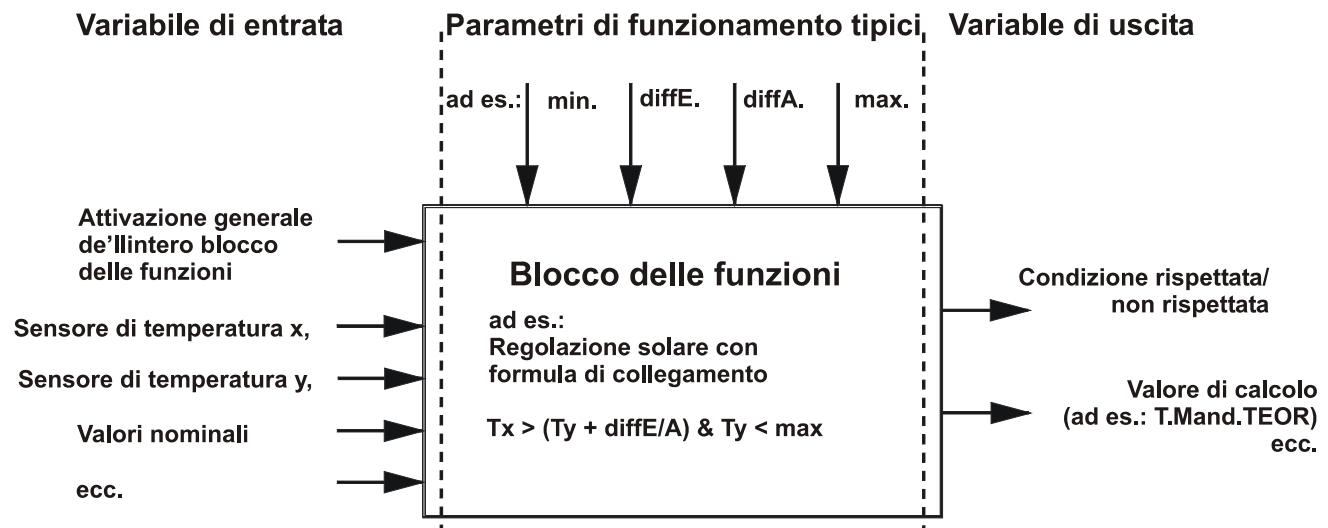 Variabile di entrata
Parametri di funzionamento tipici
Variable di uscita
ad es.: min. diffE. diffA. max.
Attivazione generale
de'llintero blocco
delle funzioni
Sensore di temperatura x,
Sensore di temperatura y,
Valori nominali
ecc.
Blocco delle funzioni
ad es.:
Regolazione solare con
formula di collegamento
Tx > (Ty + diffE/A) & Ty < max
Condizione rispettata/
non rispettata
Valore di calcolo
(ad es.: T.Mand.TEOR)
ecc.